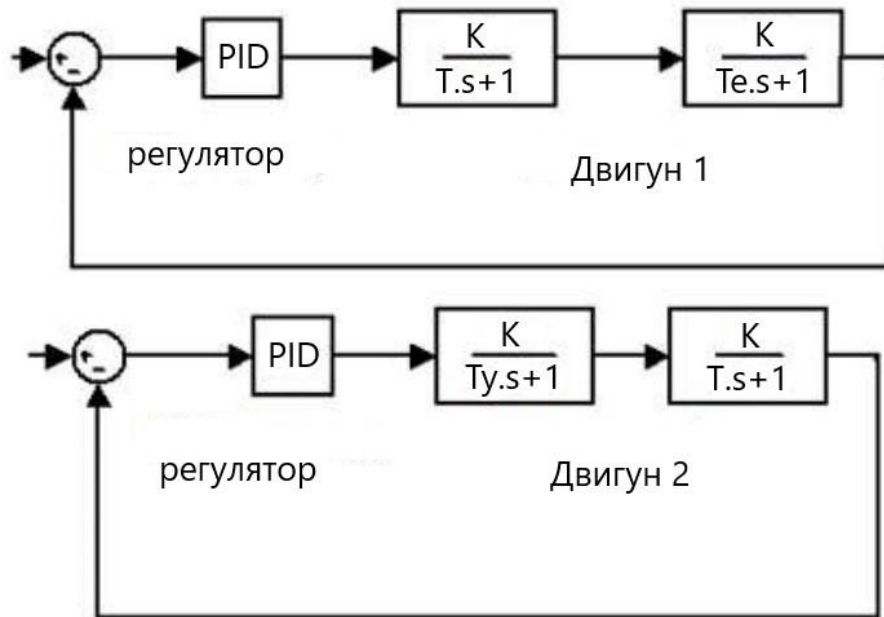 +
-
PID
K
T.s+1
K
Te.s+1
регулятор
Двигун 1
+
-
PID
K
Ty.s+1
K
T.s+1
регулятор
Двигун 2